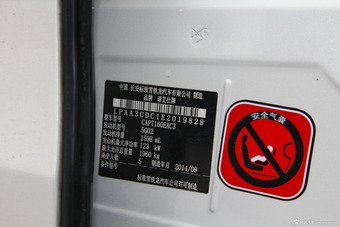 中国 长安标致雪铁龙汽车有限公司 制造
品牌 谛艾仕牌
LPAA3CDC1E2019828
整车型号 CAP7160EAC3
发动机型号 5G02
发动机排量 1598 mL
发动机最大净功率 123 kW
最大允许总质量 1960 kg
乘坐人数 5 制造年月 2014/09
标致雪铁龙汽车公司许可制造
安全气囊